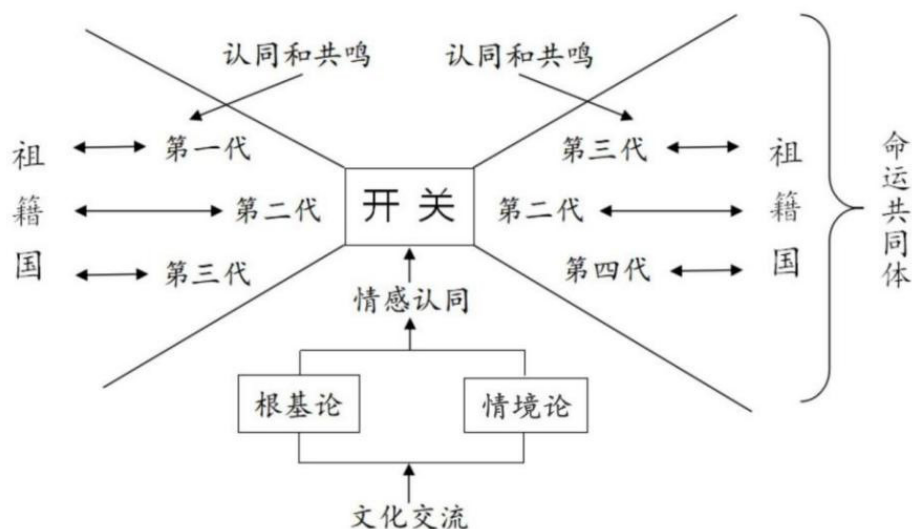 认同和共鸣
认同和共鸣
第一代
第三代
祖籍国
第二代
开关
第二代
祖籍国
命运共同体
第三代
第四代
情感认同
根基论
情境论
文化交流